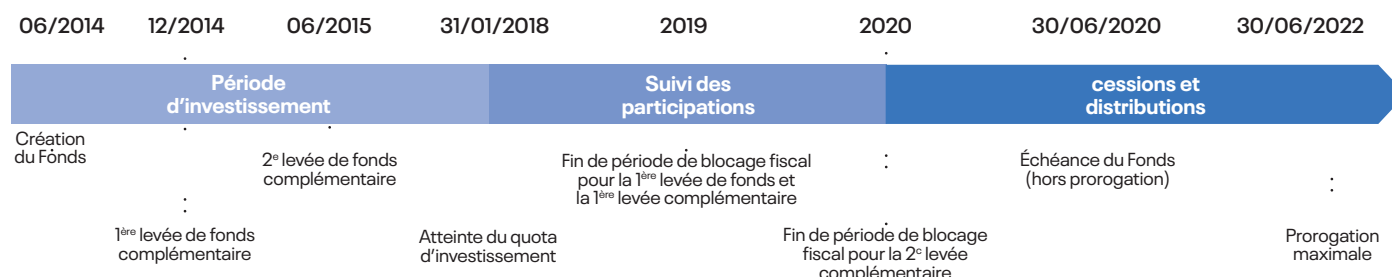 06/2014 12/2014 06/2015 31/01/2018 2019 2020 30/06/2020 30/06/2022
Période
d'investissement
Suivi des
participations
cessions et
distributions
Création
du Fonds
2e levée de fonds
complémentaire
Fin de période de blocage fiscal
pour la 1ère levée de fonds et
la 1ère levée complémentaire
Échéance du Fonds
(hors prorogation)
1ère levée de fonds
complémentaire
Atteinte du quota
d'investissement
Fin de période de blocage
fiscal pour la 2e levée
complémentaire
Prorogation
maximale